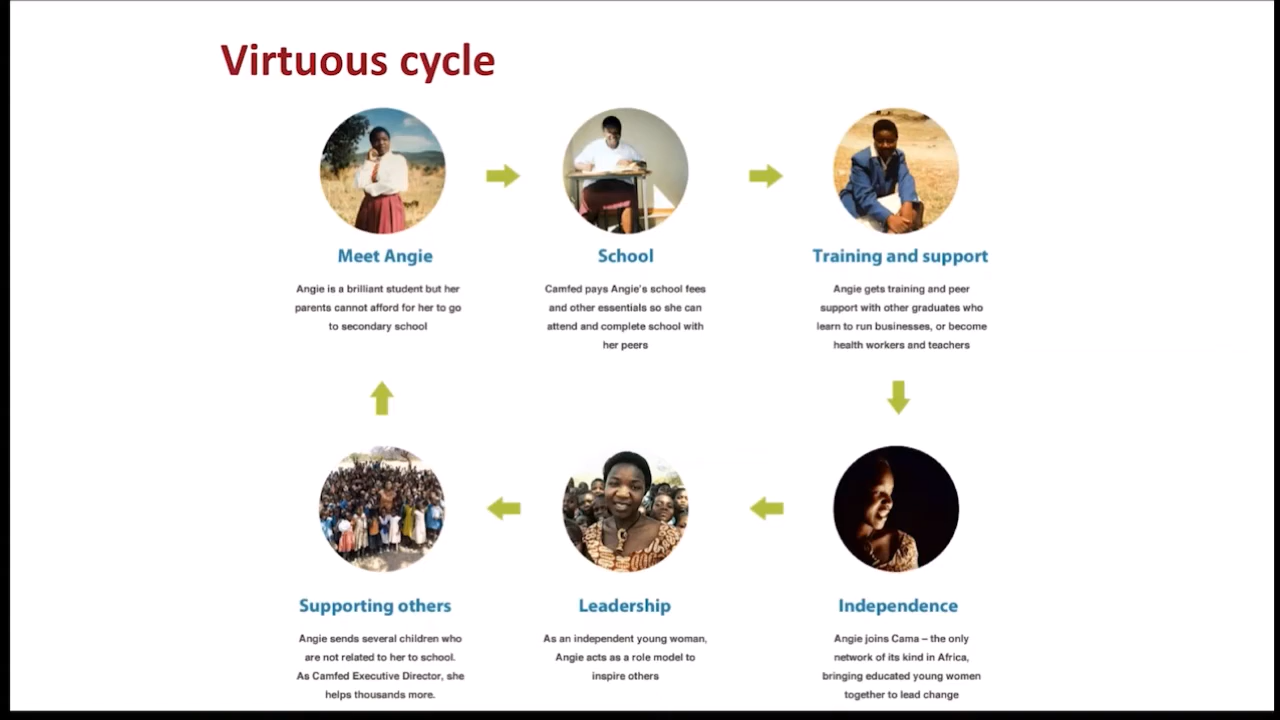 Virtuous cycle
Meet Angie
Angie is a brilliant student but her
parents cannot afford for her to go
to secondary school
School
Camfed pays Angie's school fees
and other essentials so she can
attend and complete school with
her peers
Training and support
Angie gets training and peer
support with other graduates who
learn to run businesses, or become
health workers and teachers
Independence
Angie joins Cama – the only
network of its kind in Africa,
bringing educated young women
together to lead change
Leadership
As an independent young woman,
Angie acts as a role model to
inspire others
Supporting others
Angie sends several children who
are not related to her to school.
As Camfed Executive Director, she
helps thousands more.